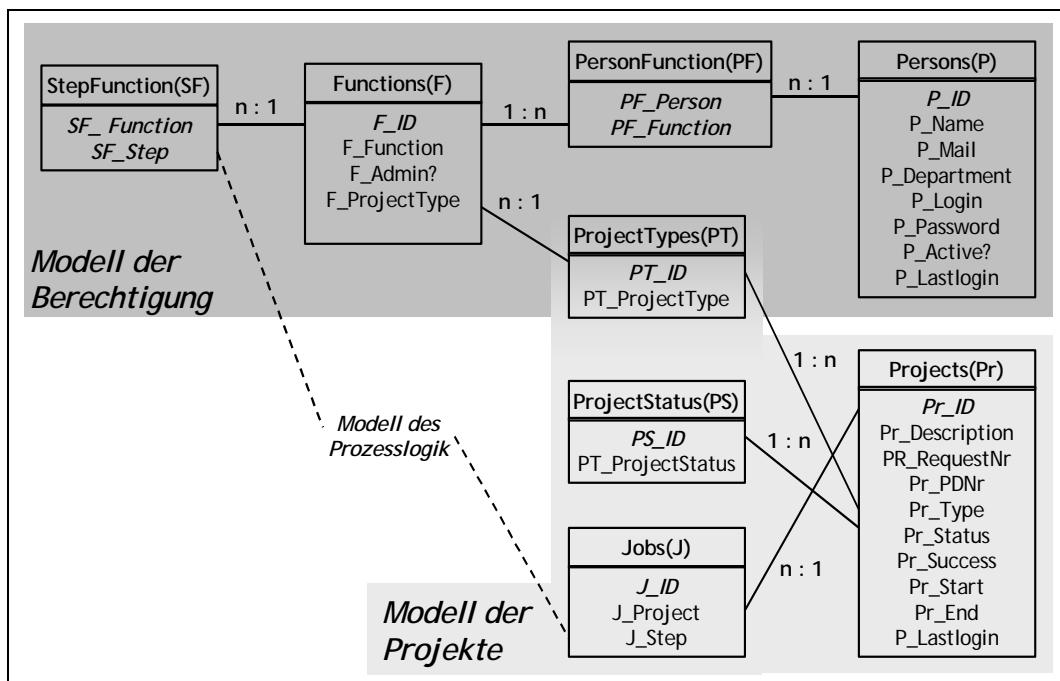 StepFunction(SF)
SF_ Function
SF_Step
n : 1
Functions(F)
F_ID
F_Function
F_Admin?
F_ProjectType
1 : n
PersonFunction(PF)
PF_Person
PF_Function
n : 1
Persons(P)
P_ID
P_Name
P_Mail
P_Department
P_Login
P_Password
P_Active?
P_Lastlogin
n : 1
ProjectTypes(PT)
PT_ID
PT_ProjectType
Modell der
Berechtigung
1 : n
ProjectStatus(PS)
PS_ID
PT_ProjectStatus
1 : n
Projects(Pr)
Pr_ID
Pr_Description
PR_RequestNr
Pr_PDNr
Pr_Type
Pr_Status
Pr_Success
Pr_Start
Pr_End
P_Lastlogin
Modell des
Prozesslogik
Jobs(J)
J_ID
J_Project
J_Step
n : 1
Modell der
Projekte